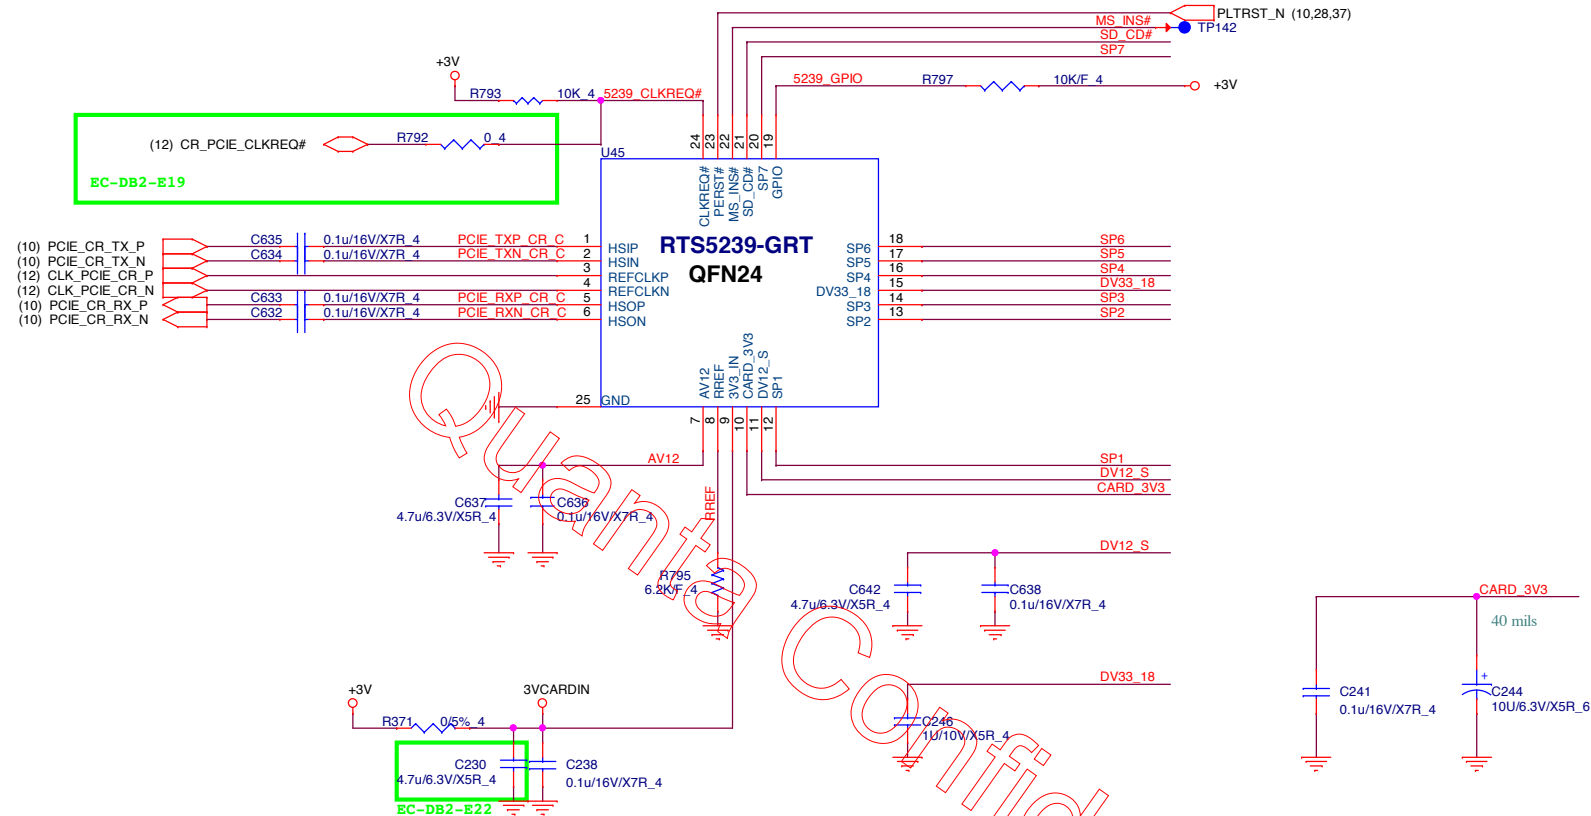 PLTRST_N (10,28,37)
MS_INS#
TP142
SD_CD#
SP7
+3V
5239_GPIO
R797
10K/F_4
+3V
R793
10K_4
5239_CLKREQ#
(12) CR_PCIE_CLKREQ#
R792
0_4
EC-DB2-E19
U45
24
23
22
21
20
19
CLKREQ#
PERST#
MS_INS#
SD_CD#
SP7
GPIO
RTS5239-GRT
QFN24
(10) PCIE_CR_TX_P
C635
0.1u/16V/X7R_4
PCIE_TXP_CR_C
1
HSIP
(10) PCIE_CR_TX_N
C634
0.1u/16V/X7R_4
PCIE_TXN_CR_C
2
HSIN
(12) CLK_PCIE_CR_P
3
REFCLKP
(12) CLK_PCIE_CR_N
4
REFCLKN
(10) PCIE_CR_RX_P
C633
0.1u/16V/X7R_4
PCIE_RXP_CR_C
5
HSOP
(10) PCIE_CR_RX_N
C632
0.1u/16V/X7R_4
PCIE_RXN_CR_C
6
HSON
SP6
18
SP6
SP5
17
SP5
SP4
16
SP4
DV33_18
15
DV33_18
SP3
14
SP3
SP2
13
SP2
25
GND
AV12
RREF
3V3_IN
CARD_3V3
DV12_S
SP1
7
8
9
10
11
12
AV12
SP1
DV12_S
CARD_3V3
RREF
C637
4.7u/6.3V/X5R_4
C636
0.1u/16V/X7R_4
R795
6.2K/F_4
DV12_S
C642
4.7u/6.3V/X5R_4
C638
0.1u/16V/X7R_4
CARD_3V3
40 mils
C241
0.1u/16V/X7R_4
+
C244
10U/6.3V/X5R_6
DV33_18
C246
1U/10V/X5R_4
+3V
3VCARDIN
R371
0/5%_4
C230
4.7u/6.3V/X5R_4
C238
0.1u/16V/X7R_4
EC-DB2-E22
Quanta Confid